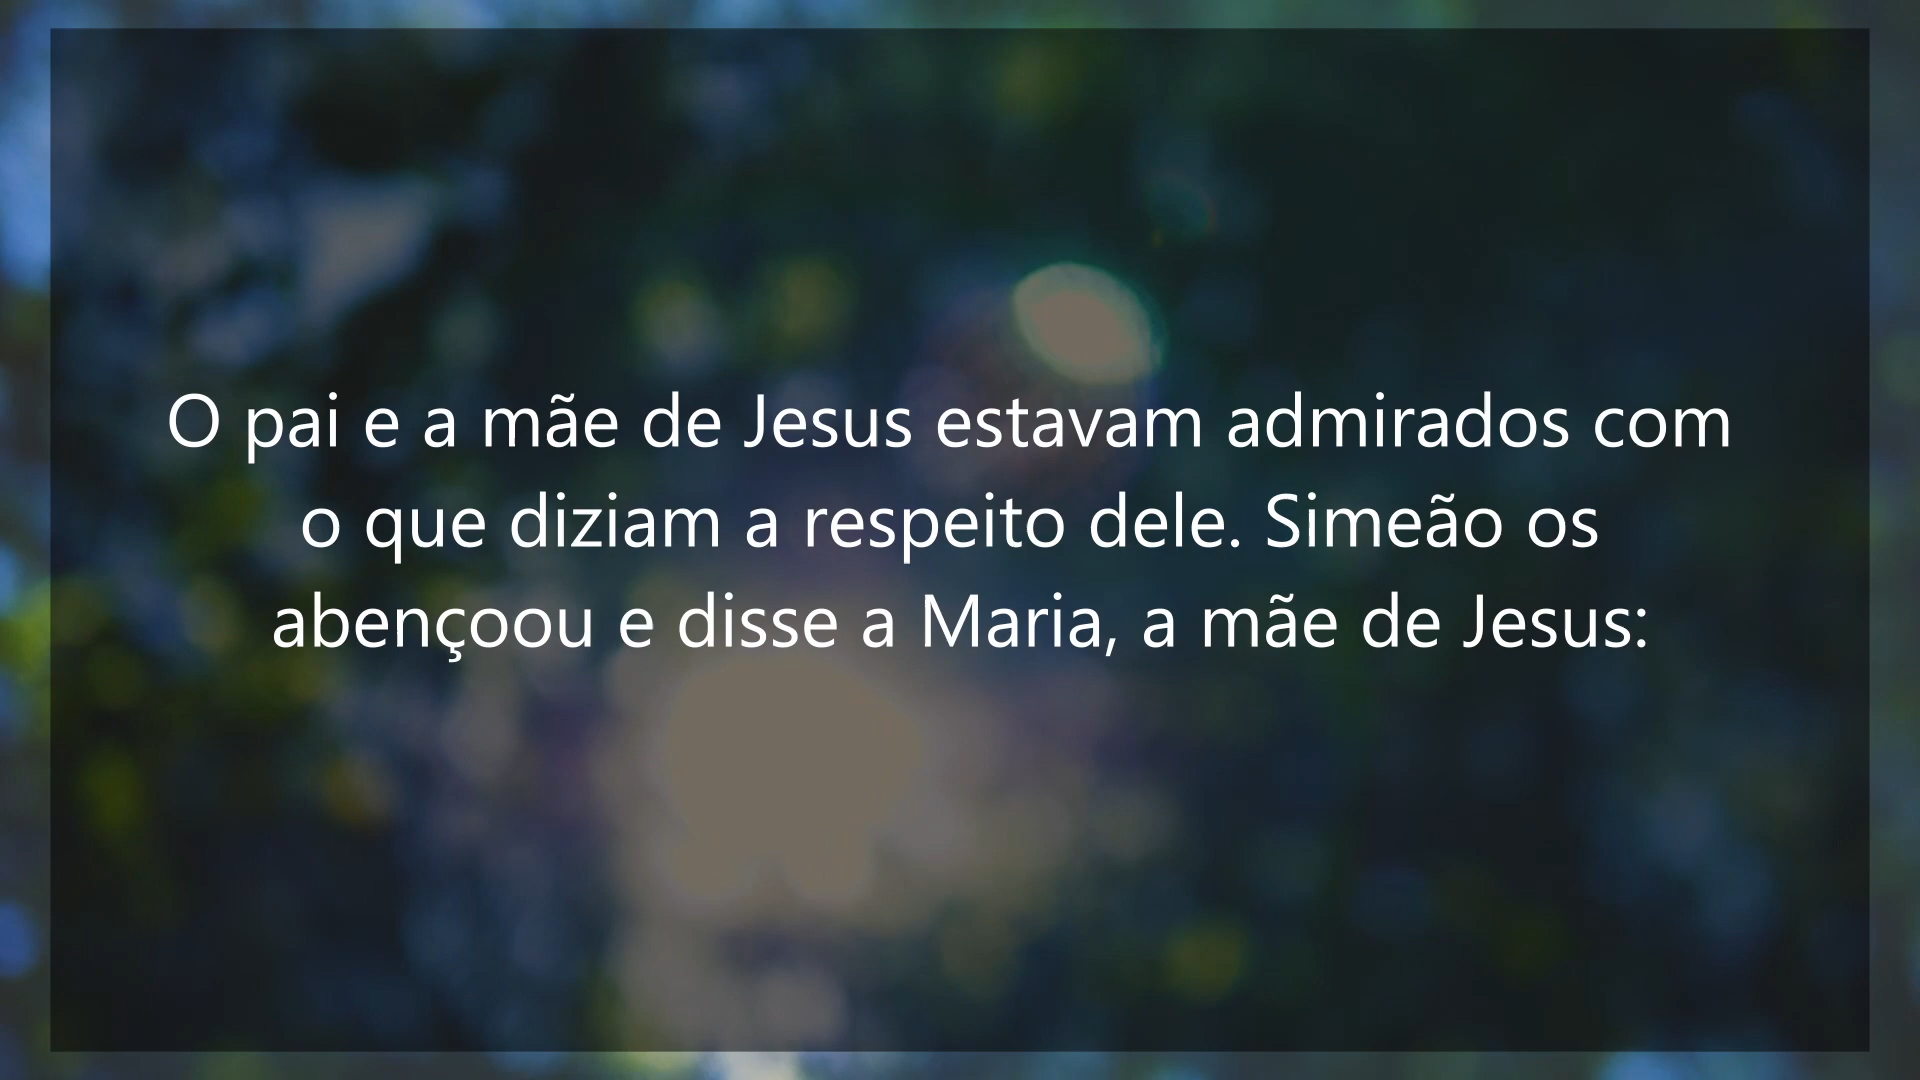 O pai e a mãe de Jesus estavam admirados com
o que diziam a respeito dele. Simeão os
abençoou e disse a Maria, a mãe de Jesus: